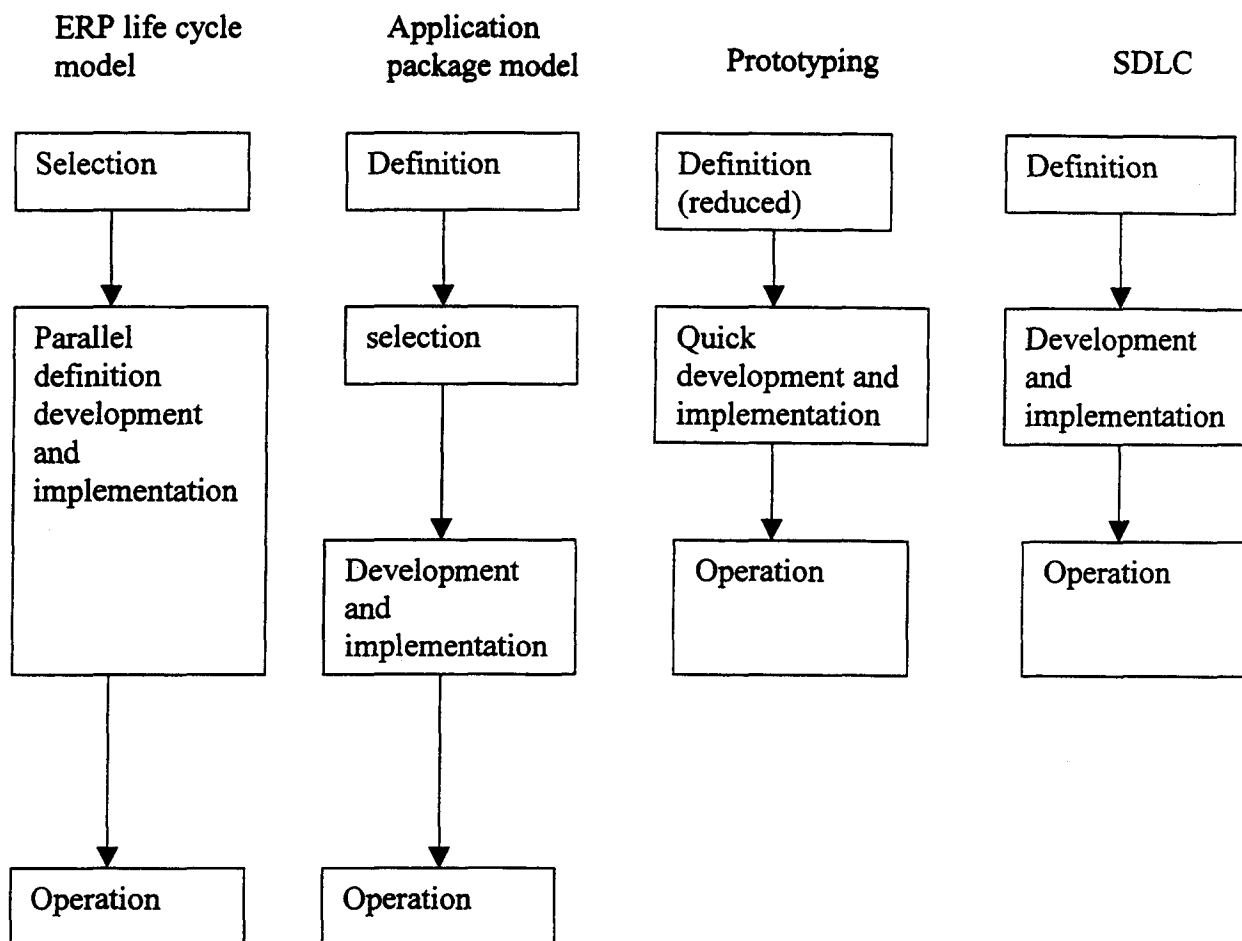 ERP life cycle
model
Application
package model
Prototyping
SDLC
Selection
Parallel
definition
development
and
implementation
Operation
Definition
selection
Development
and
implementation
Operation
Definition
(reduced)
Quick
development and
implementation
Operation
Definition
Development
and
implementation
Operation